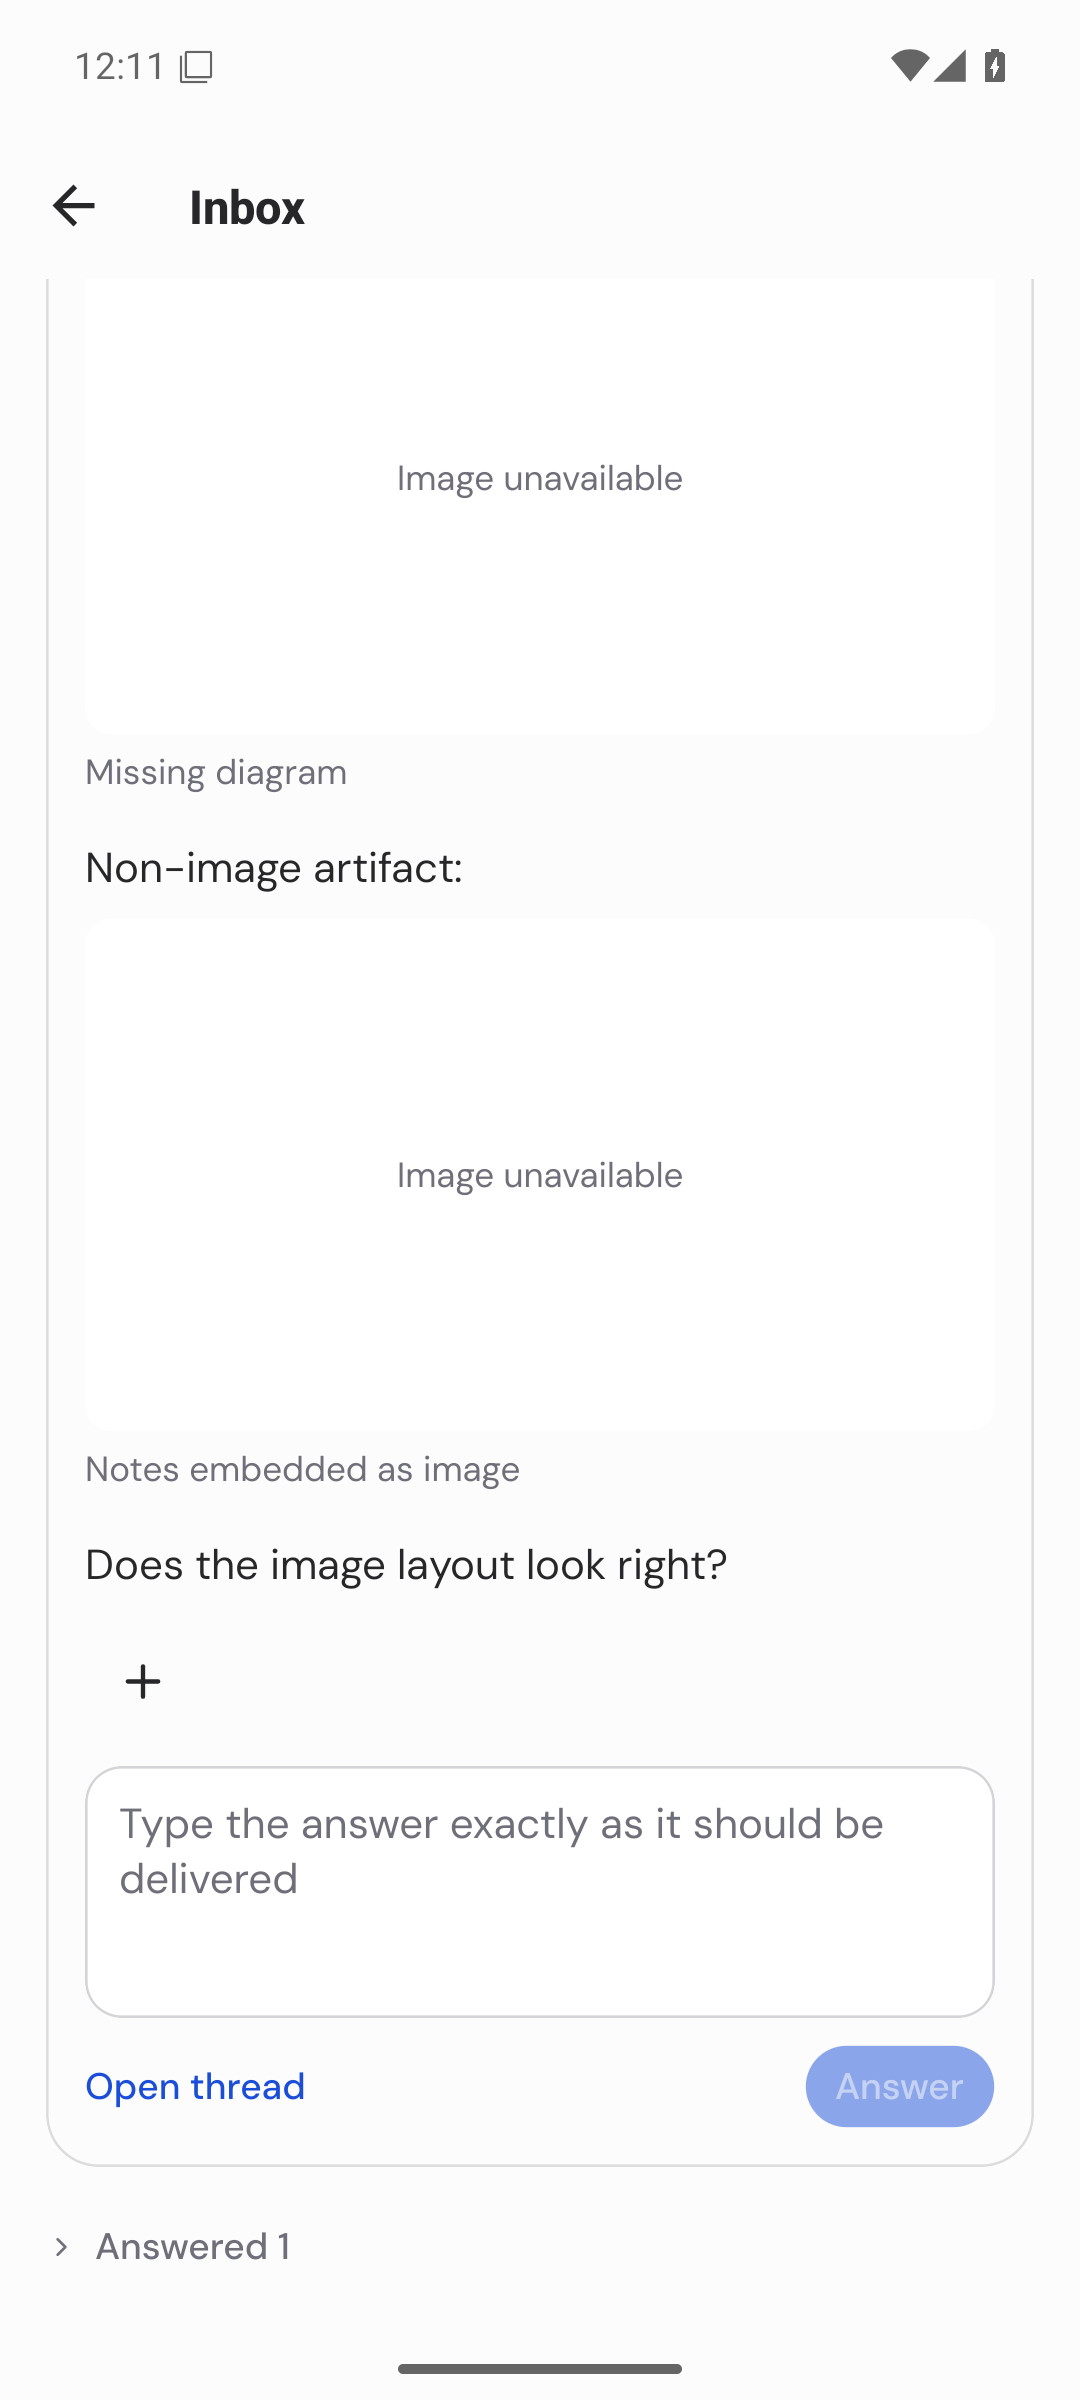 12:11
Inbox
Image unavailable
Missing diagram
Non-image artifact:
Image unavailable
Notes embedded as image
Does the image layout look right?
Type the answer exactly as it should be
delivered
Open thread
Answer
Answered 1